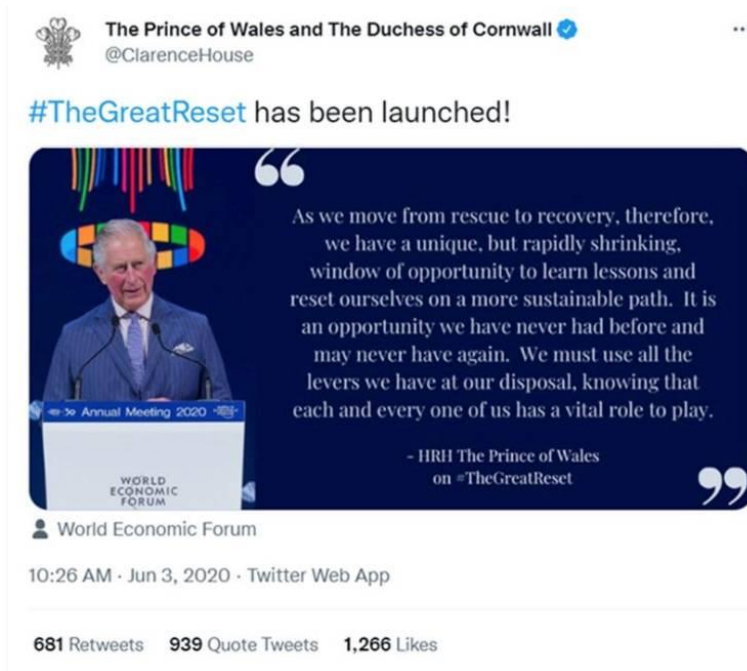 The Prince of Wales and The Duchess of Cornwall
@ClarenceHouse
#TheGreatReset has been launched!
“
As we move from rescue to recovery, therefore,
we have a unique, but rapidly shrinking,
window of opportunity to learn lessons and
reset ourselves on a more sustainable path. It is
an opportunity we have never had before and
may never have again. We must use all the
levers we have at our disposal, knowing that
each and every one of us has a vital role to play.
- HRH The Prince of Wales
on #TheGreatReset
”
Annual Meeting 2020
WORLD
ECONOMIC
FORUM
World Economic Forum
10:26 AM · Jun 3, 2020 · Twitter Web App
681 Retweets 939 Quote Tweets 1,266 Likes